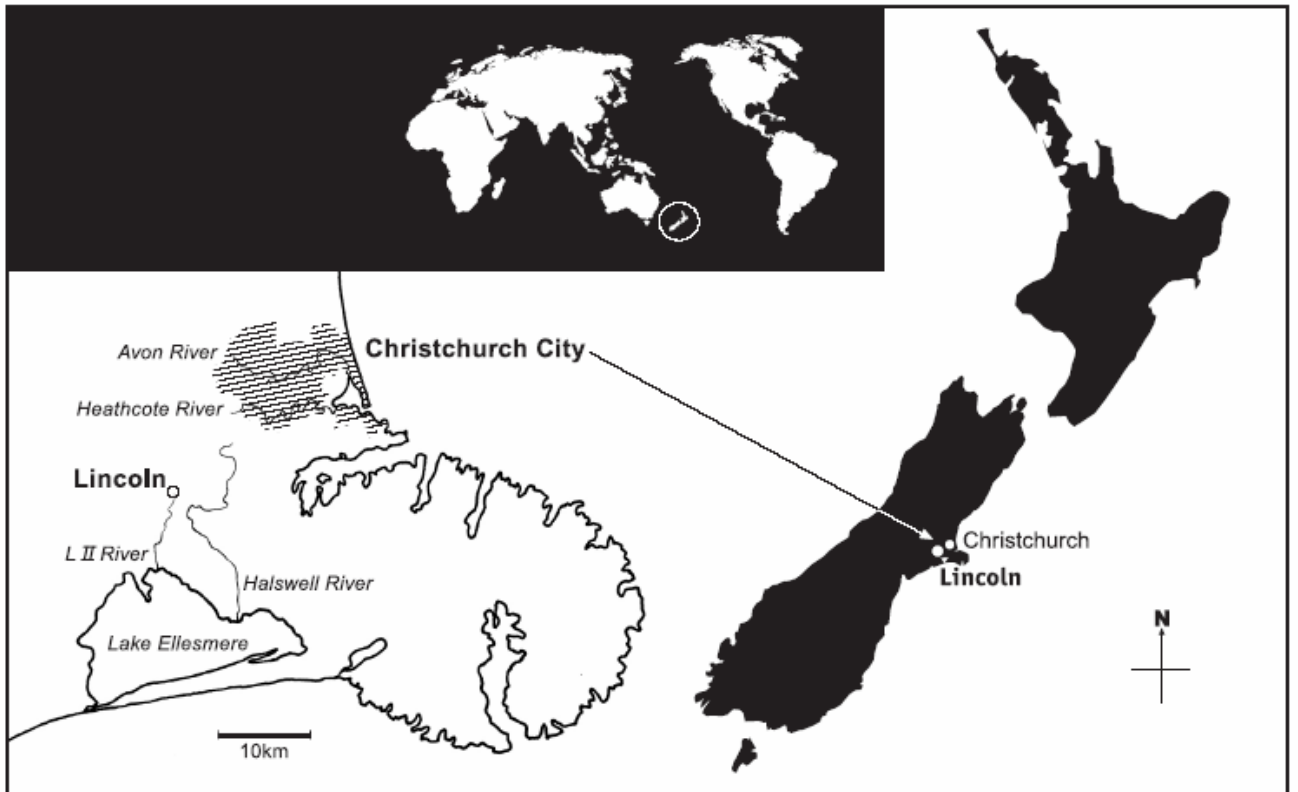 Avon River
Christchurch City
Heathcote River
Lincoln
L II River
Halswell River
Lake Ellesmere
10km
Christchurch
Lincoln
N